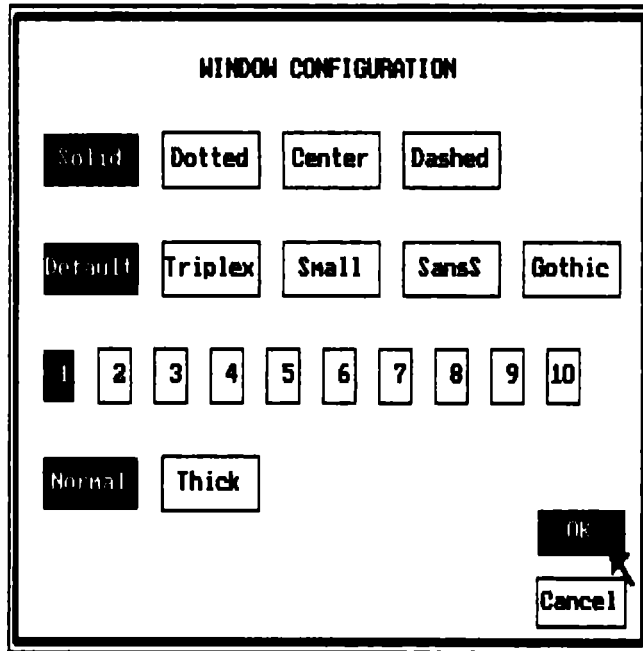 WINDOW CONFIGURATION
Solid Dotted Center Dashed
Default Triplex Small SansS Gothic
1 2 3 4 5 6 7 8 9 10
Normal Thick
OK
Cancel